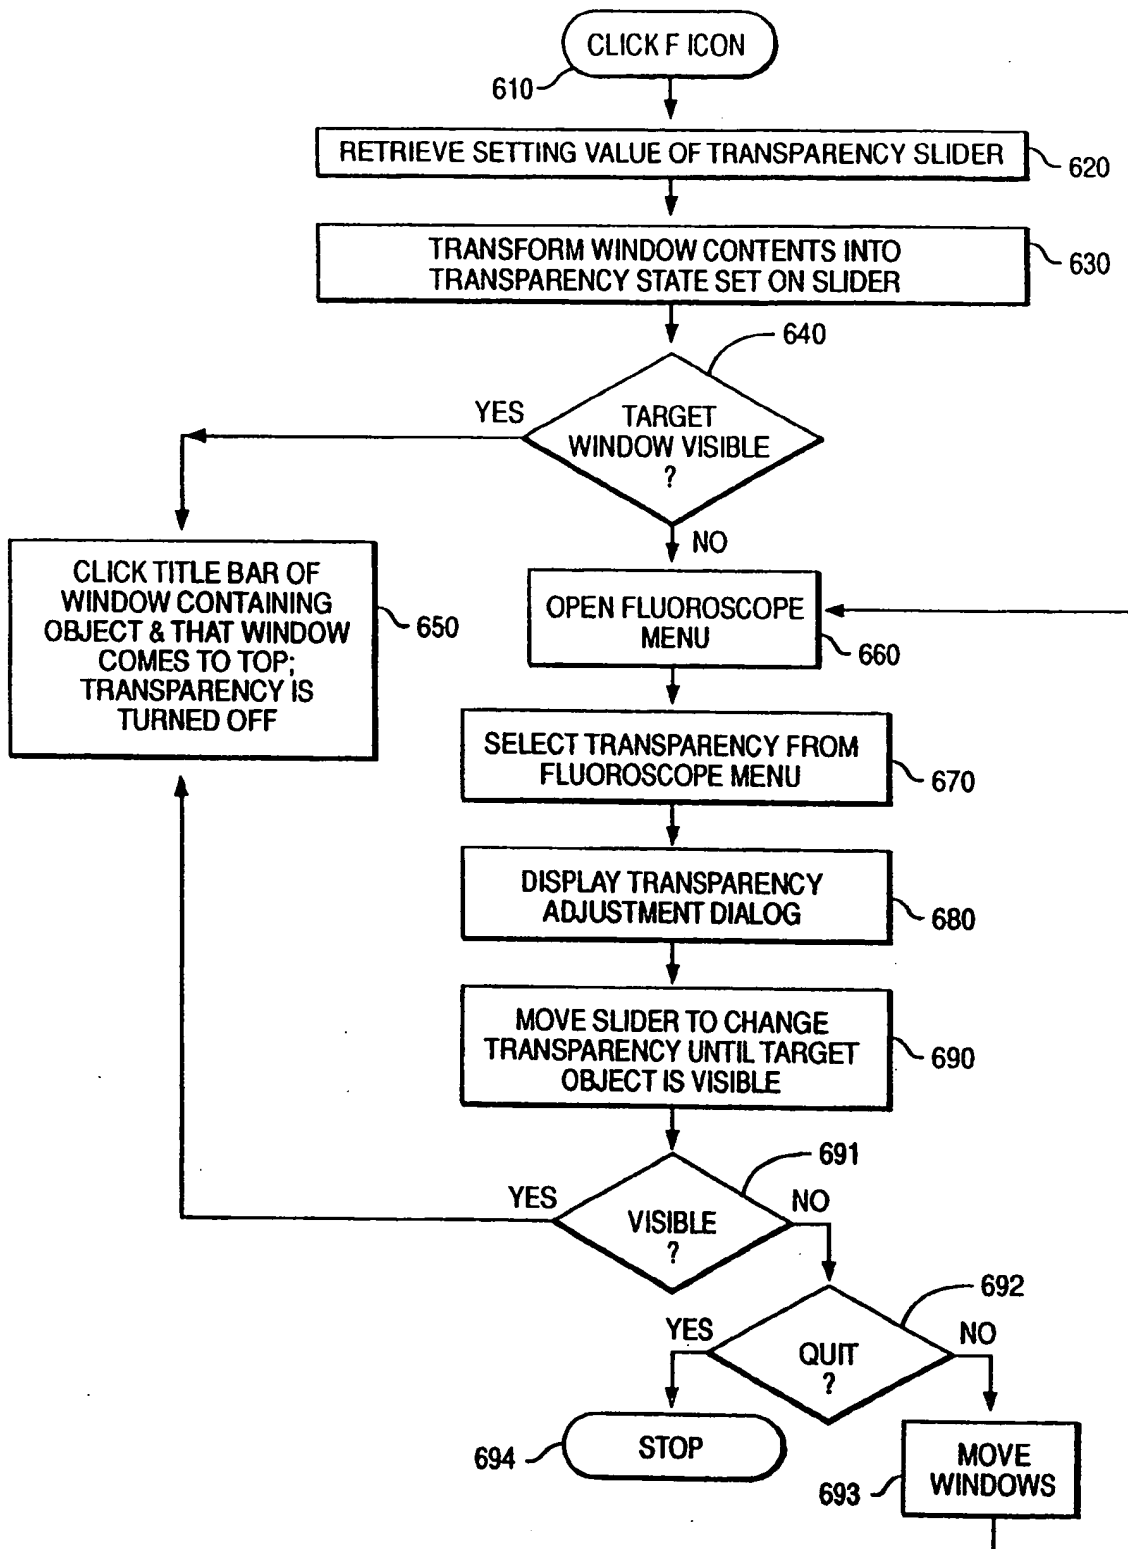 CLICK F ICON
610
RETRIEVE SETTING VALUE OF TRANSPARENCY SLIDER
620
TRANSFORM WINDOW CONTENTS INTO
TRANSPARENCY STATE SET ON SLIDER
630
640
YES
TARGET
WINDOW VISIBLE
?
NO
CLICK TITLE BAR OF
WINDOW CONTAINING
OBJECT & THAT WINDOW
COMES TO TOP;
TRANSPARENCY IS
TURNED OFF
650
OPEN FLUOROSCOPE
MENU
660
SELECT TRANSPARENCY FROM
FLUOROSCOPE MENU
670
DISPLAY TRANSPARENCY
ADJUSTMENT DIALOG
680
MOVE SLIDER TO CHANGE
TRANSPARENCY UNTIL TARGET
OBJECT IS VISIBLE
690
691
YES
VISIBLE
?
NO
692
YES
QUIT
?
NO
694
STOP
MOVE
WINDOWS
693